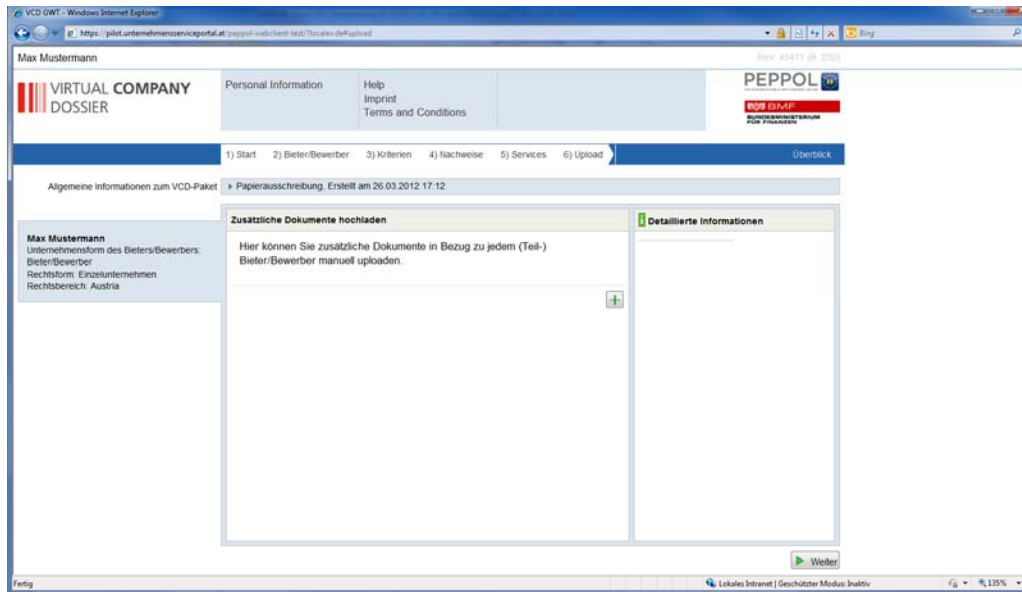 VCD GWT - Windows Internet Explorer
https://pilot.unternehmensserviceportal.at/peppol-webclient-test/?locale=de#upload
Bing
Max Mustermann
Rev. 45411 (B. 250)
VIRTUAL COMPANY
DOSSIER
Personal Information
Help
Imprint
Terms and Conditions
PEPPOL
BMF
BUNDESMINISTERIUM
FÜR FINANZEN
1) Start 2) Bieter/Bewerber 3) Kriterien 4) Nachweise 5) Services 6) Upload Überblick
Allgemeine Informationen zum VCD-Paket
Papierausschreibung, Erstellt am 26.03.2012 17:12
Max Mustermann
Unternehmensform des Bieters/Bewerbers:
Bieter/Bewerber
Rechtsform: Einzelunternehmen
Rechtsbereich: Austria
Zusätzliche Dokumente hochladen
Hier können Sie zusätzliche Dokumente in Bezug zu jedem (Teil-)
Bieter/Bewerber manuell uploaden.
Detaillierte Informationen
Weiter
Fertig
Lokales Intranet | Geschützter Modus: Inaktiv
135%